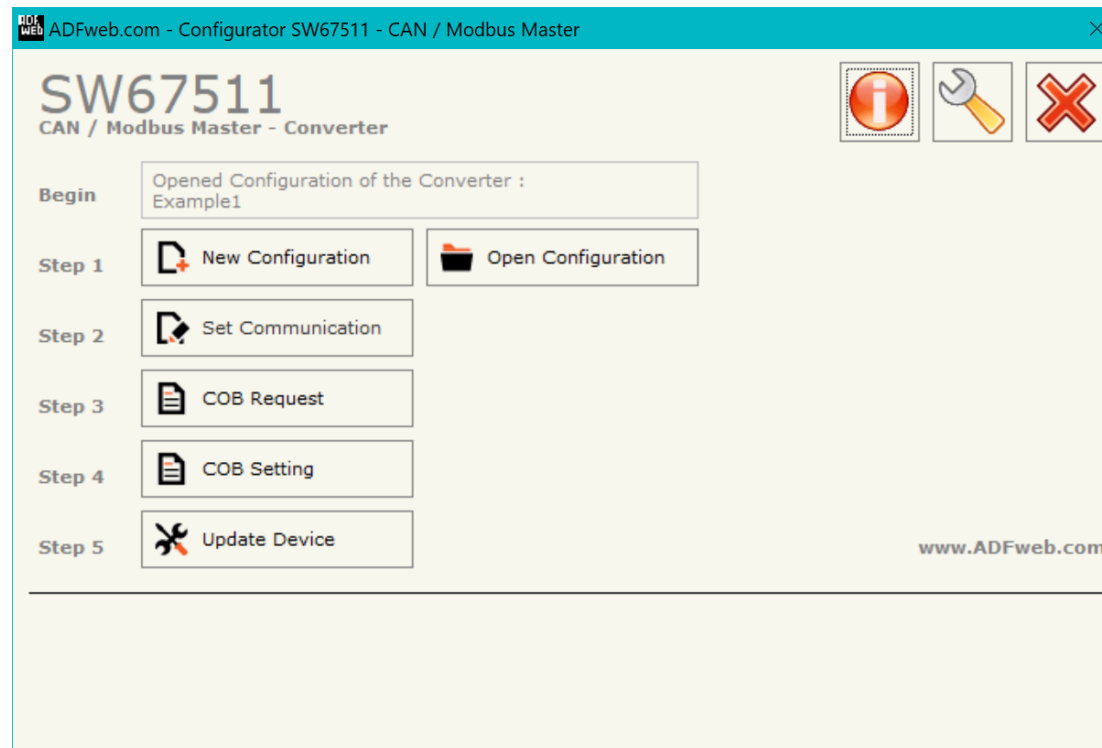 ADFweb.com - Configurator SW67511 - CAN / Modbus Master
SW67511
CAN / Modbus Master - Converter
Begin
Opened Configuration of the Converter :
Example1
Step 1
New Configuration
Open Configuration
Step 2
Set Communication
Step 3
COB Request
Step 4
COB Setting
Step 5
Update Device
www.ADFweb.com